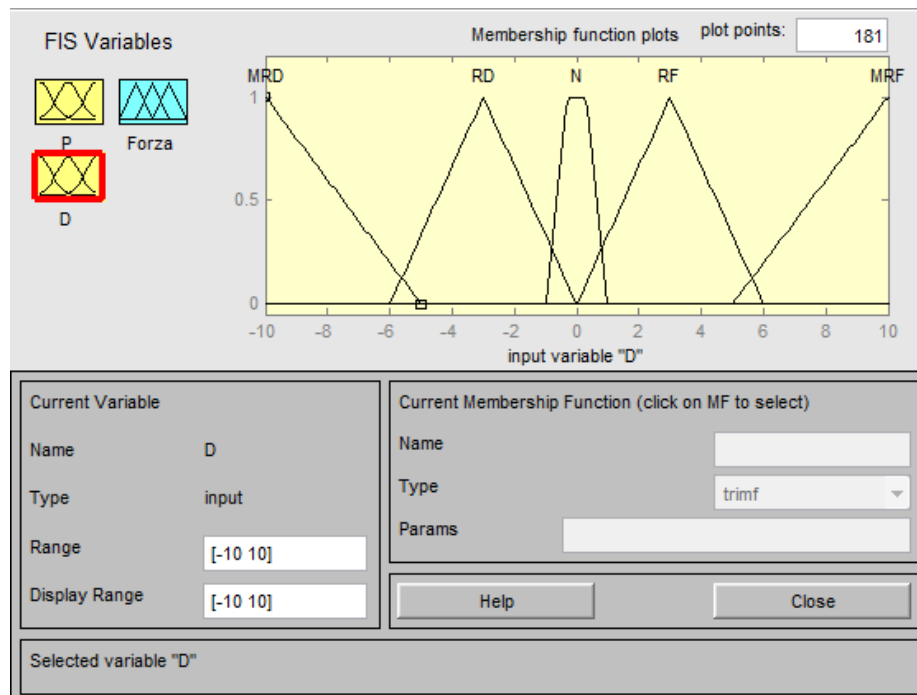 FIS Variables
Membership function plots plot points: 181
MRD RD N RF MRF
1
0.5
0
-10 -8 -6 -4 -2 0 2 4 6 8 10
input variable "D"
P Forza
D
Current Variable
Name D
Type input
Range [-10 10]
Display Range [-10 10]
Current Membership Function (click on MF to select)
Name
Type trimf
Params
Help Close
Selected variable "D"